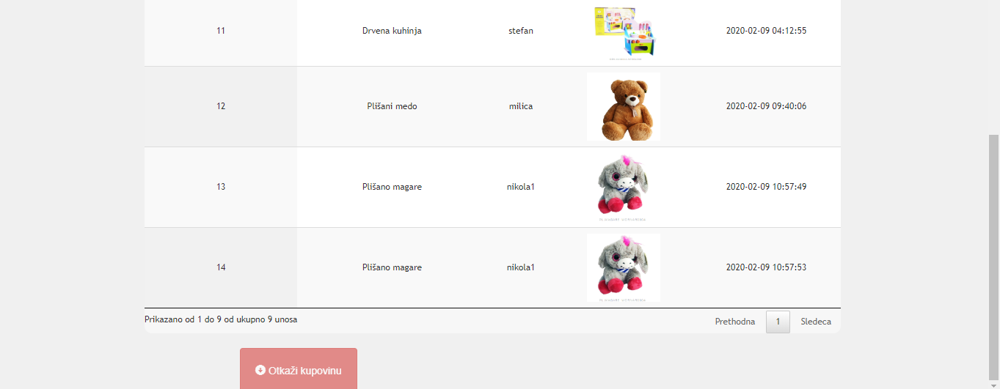 11 Drvena kuhinja stefan 2020-02-09 04:12:55
12 Plišani medo milica 2020-02-09 09:40:06
13 Plišano magare nikola1 2020-02-09 10:57:49
14 Plišano magare nikola1 2020-02-09 10:57:53
Prikazano od 1 do 9 od ukupno 9 unosa Prethodna 1 Sledeca
Otkaži kupovinu